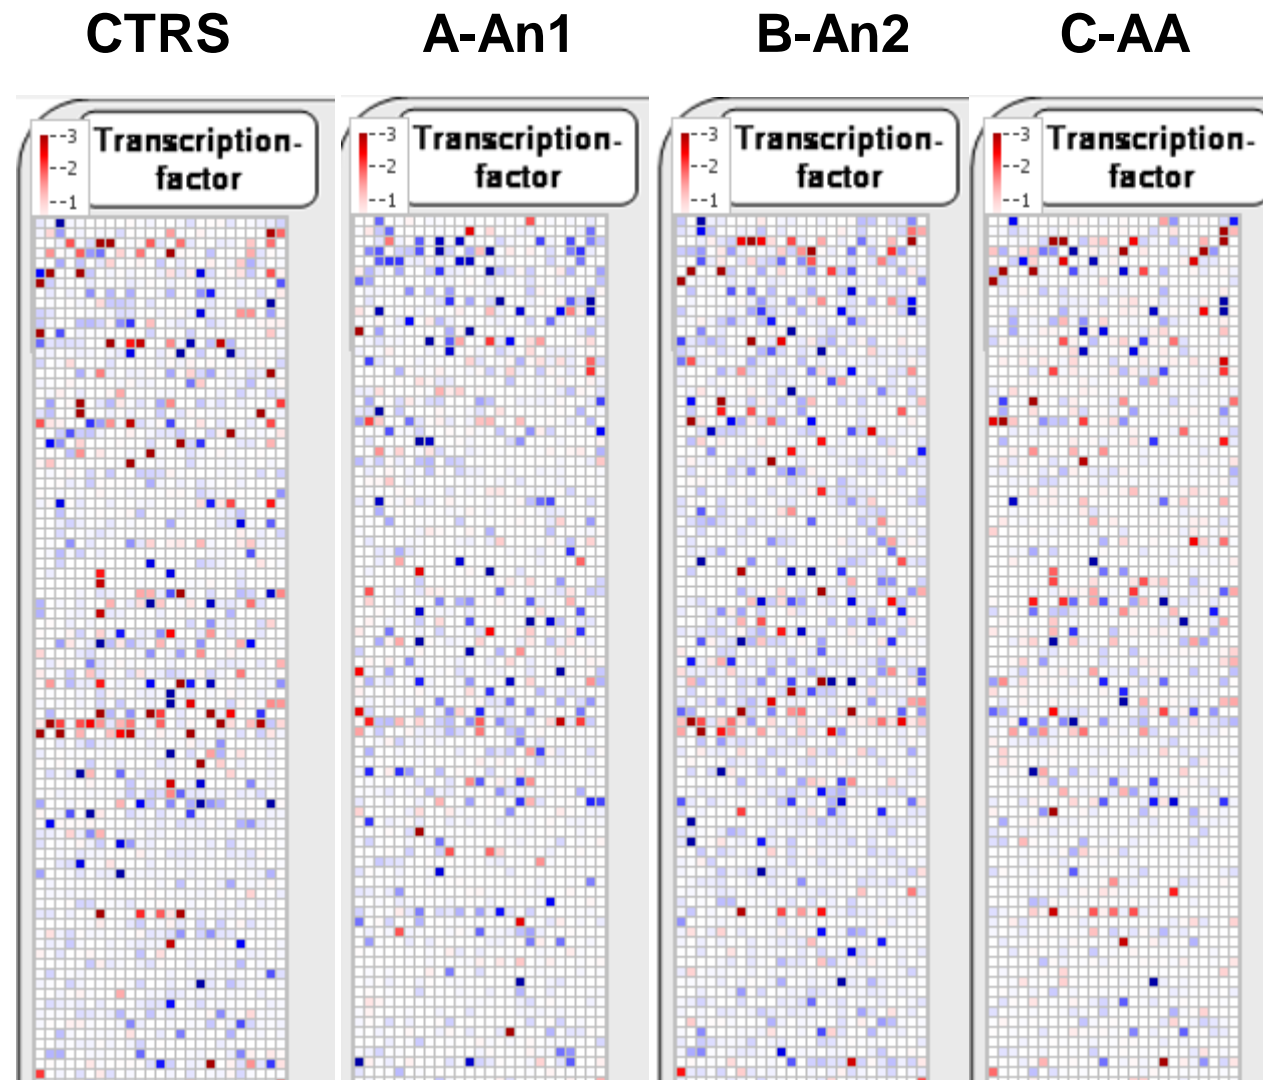 CTRS A-An1 B-An2 C-AA
--3 Transcription- --3 Transcription- --3 Transcription- --3 Transcription-
--2 factor --2 factor --2 factor --2 factor
--1 --1 --1 --1